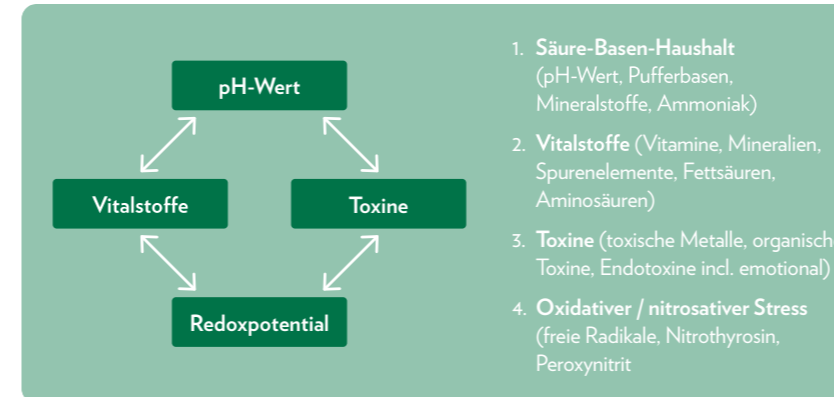 pH-Wert
Vitalstoffe
Toxine
Redoxpotential
1. Säure-Basen-Haushalt
(pH-Wert, Pufferbasen,
Mineralstoffe, Ammoniak)
2. Vitalstoffe (Vitamine, Mineralien,
Spurenelemente, Fettsäuren,
Aminosäuren)
3. Toxine (toxische Metalle, organisch
Toxine, Endotoxine incl. emotional)
4. Oxidativer / nitrosativer Stress
(freie Radikale, Nitrothyrosin,
Peroxynitrit